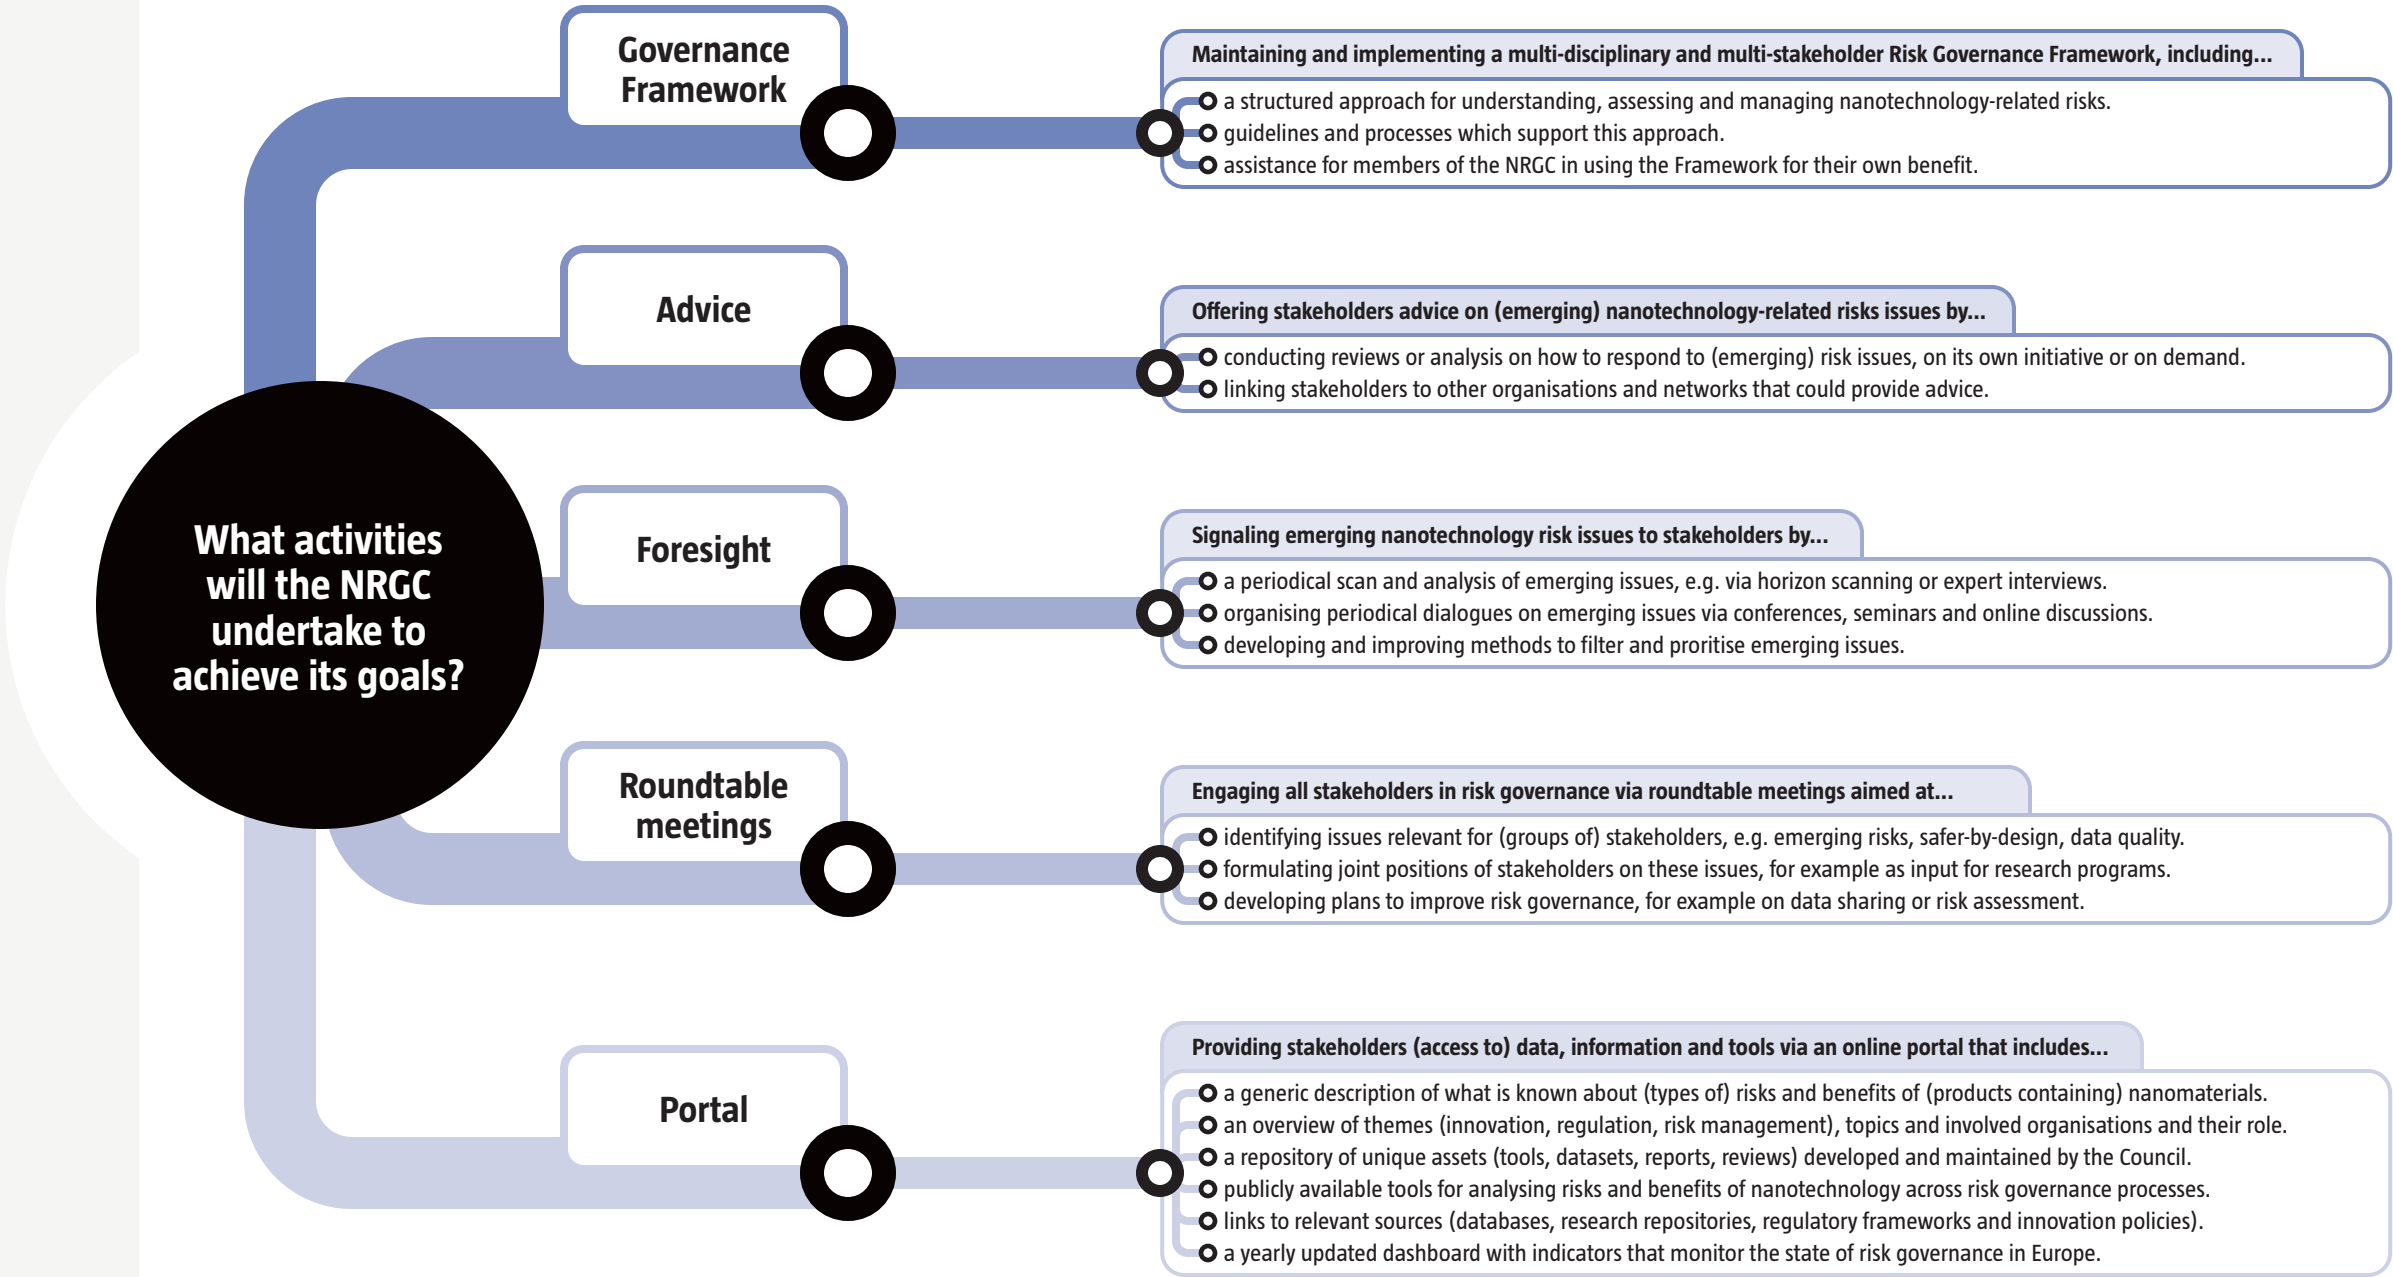 Governance
Framework
Maintaining and implementing a multi-disciplinary and multi-stakeholder Risk Governance Framework, including...
a structured approach for understanding, assessing and managing nanotechnology-related risks.
guidelines and processes which support this approach.
assistance for members of the NRGC in using the Framework for their own benefit.
Advice
Offering stakeholders advice on (emerging) nanotechnology-related risks issues by...
conducting reviews or analysis on how to respond to (emerging) risk issues, on its own initiative or on demand.
linking stakeholders to other organisations and networks that could provide advice.
What activities
will the NRGC
undertake to
achieve its goals?
Foresight
Signaling emerging nanotechnology risk issues to stakeholders by...
a periodical scan and analysis of emerging issues, e.g. via horizon scanning or expert interviews.
organising periodical dialogues on emerging issues via conferences, seminars and online discussions.
developing and improving methods to filter and proritise emerging issues.
Roundtable
meetings
Engaging all stakeholders in risk governance via roundtable meetings aimed at...
identifying issues relevant for (groups of) stakeholders, e.g. emerging risks, safer-by-design, data quality.
formulating joint positions of stakeholders on these issues, for example as input for research programs.
developing plans to improve risk governance, for example on data sharing or risk assessment.
Portal
Providing stakeholders (access to) data, information and tools via an online portal that includes...
a generic description of what is known about (types of) risks and benefits of (products containing) nanomaterials.
an overview of themes (innovation, regulation, risk management), topics and involved organisations and their role.
a repository of unique assets (tools, datasets, reports, reviews) developed and maintained by the Council.
publicly available tools for analysing risks and benefits of nanotechnology across risk governance processes.
links to relevant sources (databases, research repositories, regulatory frameworks and innovation policies).
a yearly updated dashboard with indicators that monitor the state of risk governance in Europe.